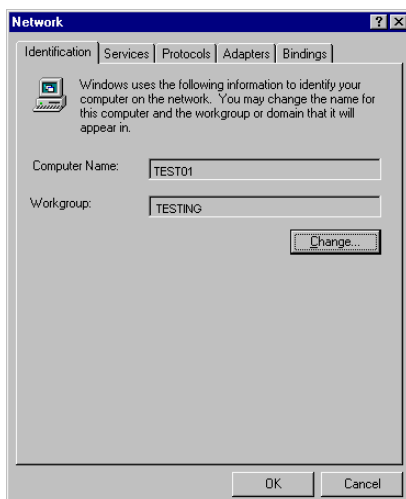 Network
Identification Services Protocols Adapters Bindings
Windows uses the following information to identify your
computer on the network. You may change the name for
this computer and the workgroup or domain that it will
appear in.
Computer Name: TEST01
Workgroup: TESTING
Change...
OK Cancel